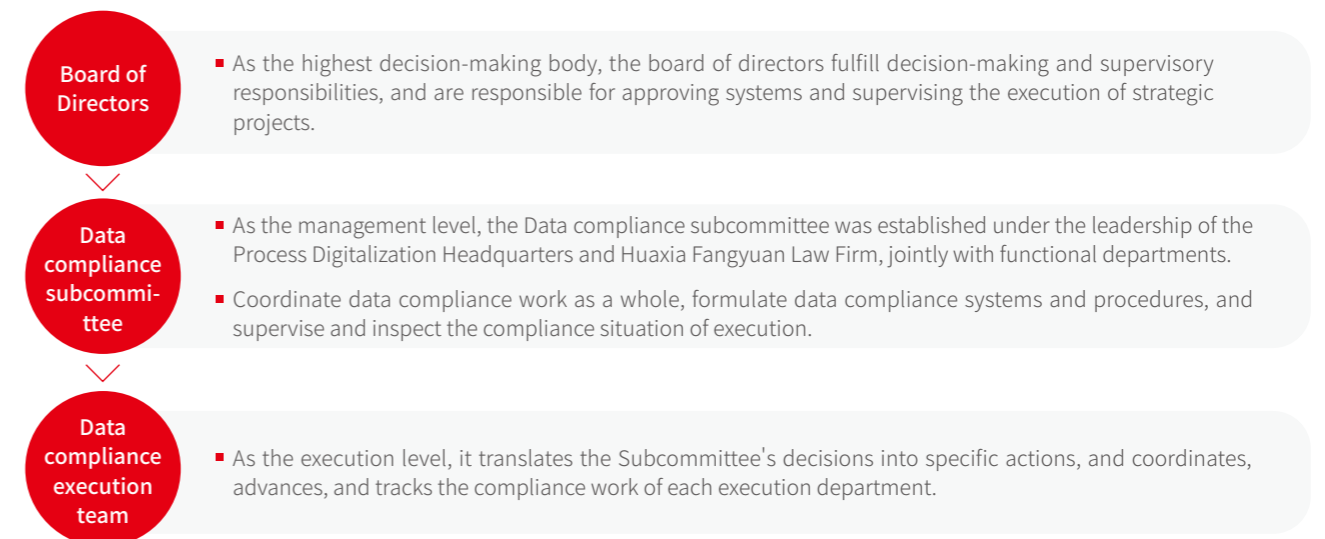 Board of
Directors
As the highest decision-making body, the board of directors fulfill decision-making and supervisory
responsibilities, and are responsible for approving systems and supervising the execution of strategic
projects.
Data
compliance
subcommi-
ttee
As the management level, the Data compliance subcommittee was established under the leadership of the
Process Digitalization Headquarters and Huaxia Fangyuan Law Firm, jointly with functional departments.
Coordinate data compliance work as a whole, formulate data compliance systems and procedures, and
supervise and inspect the compliance situation of execution.
Data
compliance
execution
team
As the execution level, it translates the Subcommittee's decisions into specific actions, and coordinates,
advances, and tracks the compliance work of each execution department.